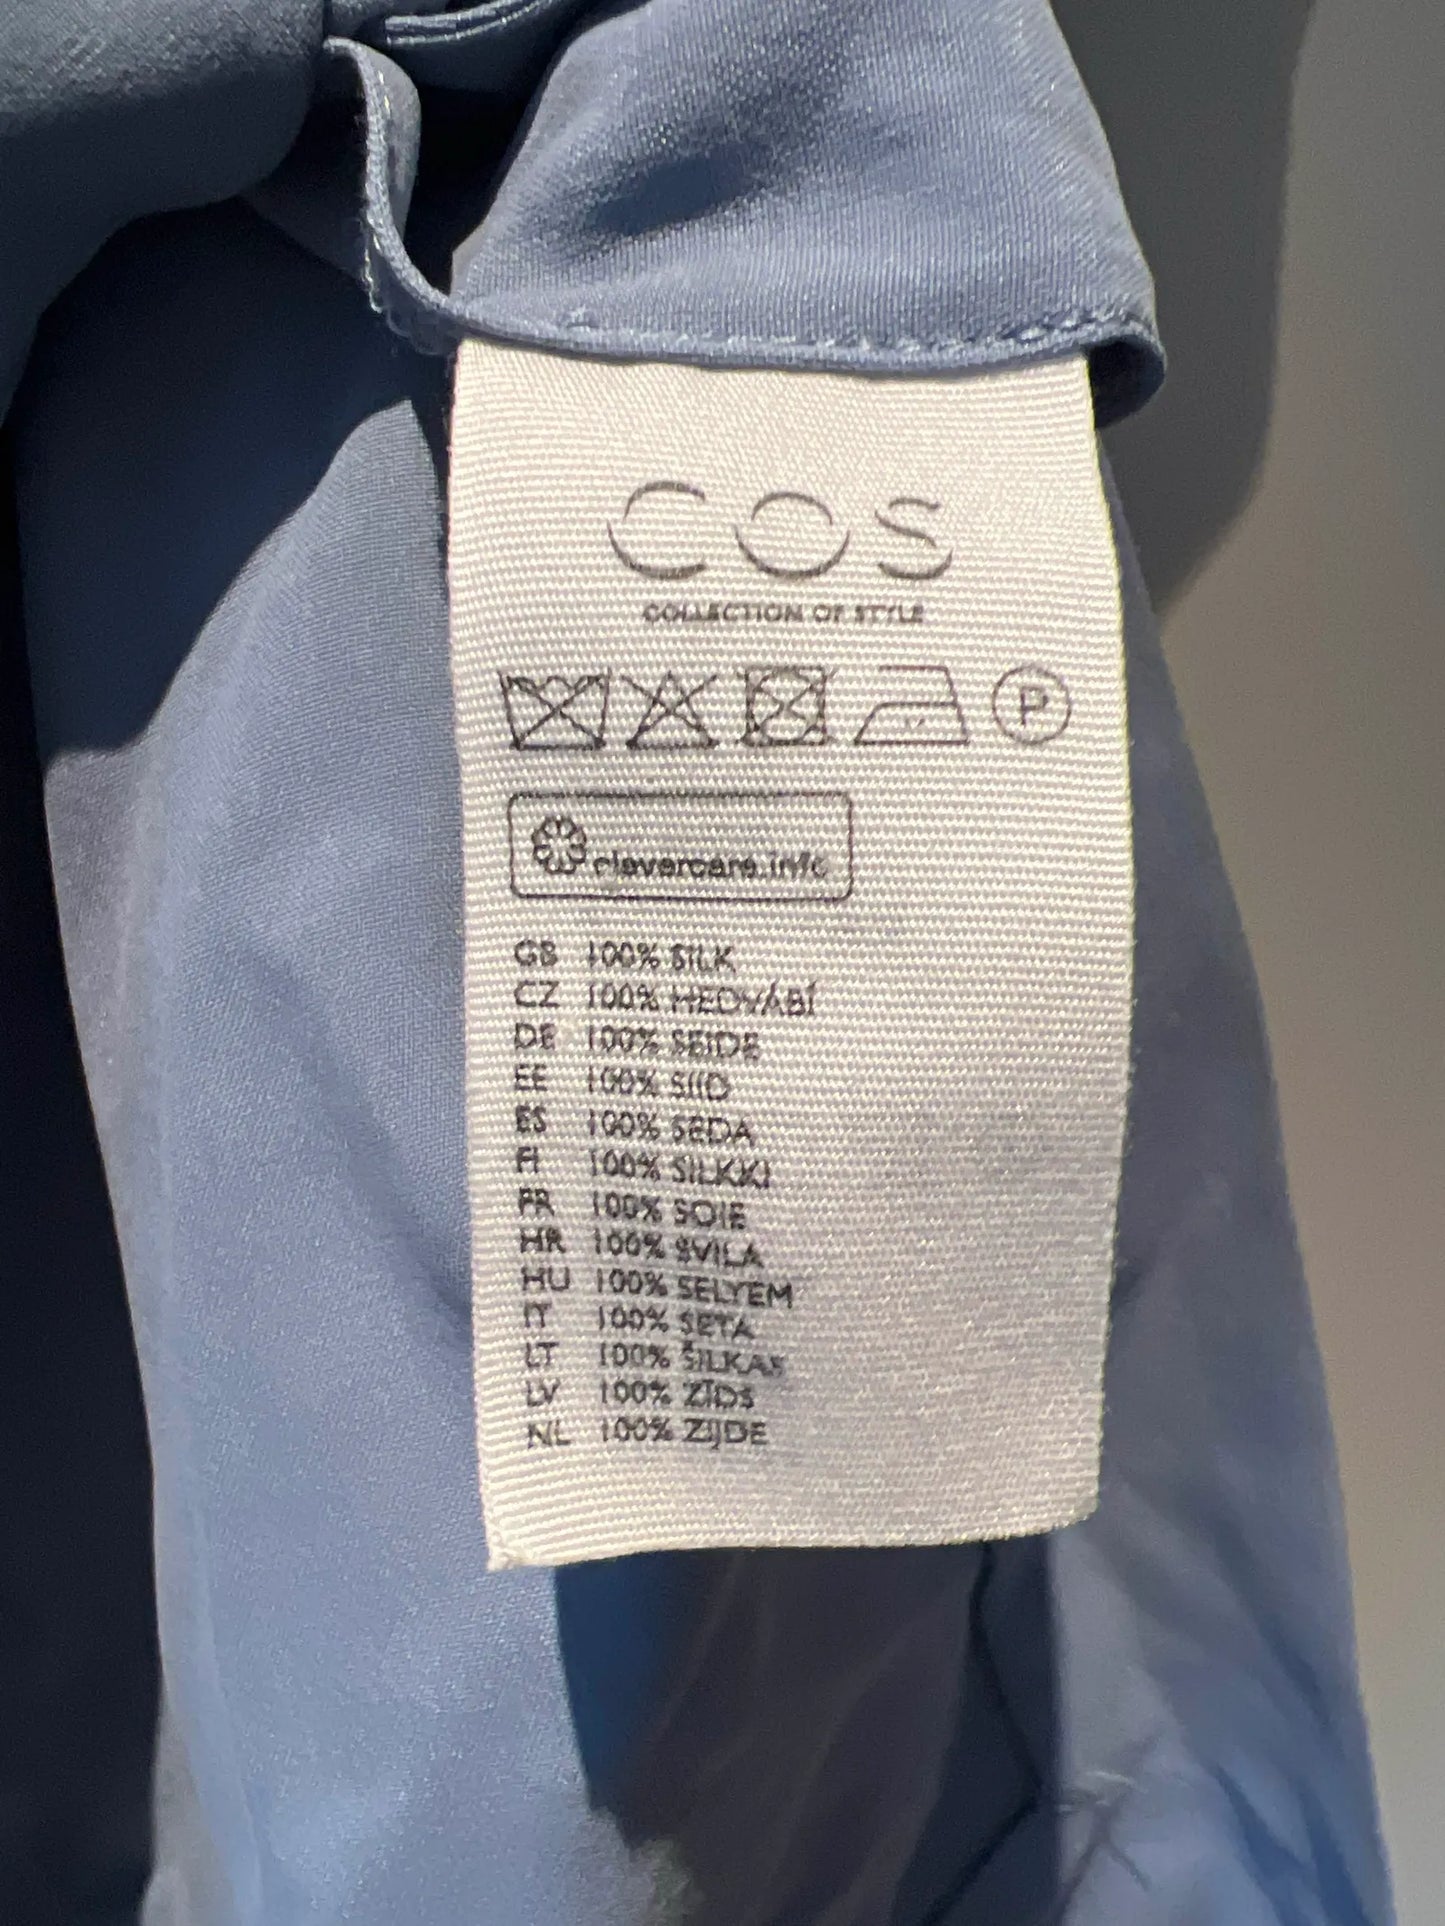 COS
COLLECTION OF STYLE
P
clevercare.info
GB 100% SILK
CZ 100% HEDVÁBÍ
DE 100% SEIDE
EE 100% SIID
ES 100% SEDA
FI 100% SILKKI
FR 100% SOIE
HR 100% SVILA
HU 100% SELYEM
IT 100% SETA
LT 100% ŠILKAS
LV 100% ZĪDS
NL 100% ZIJDE